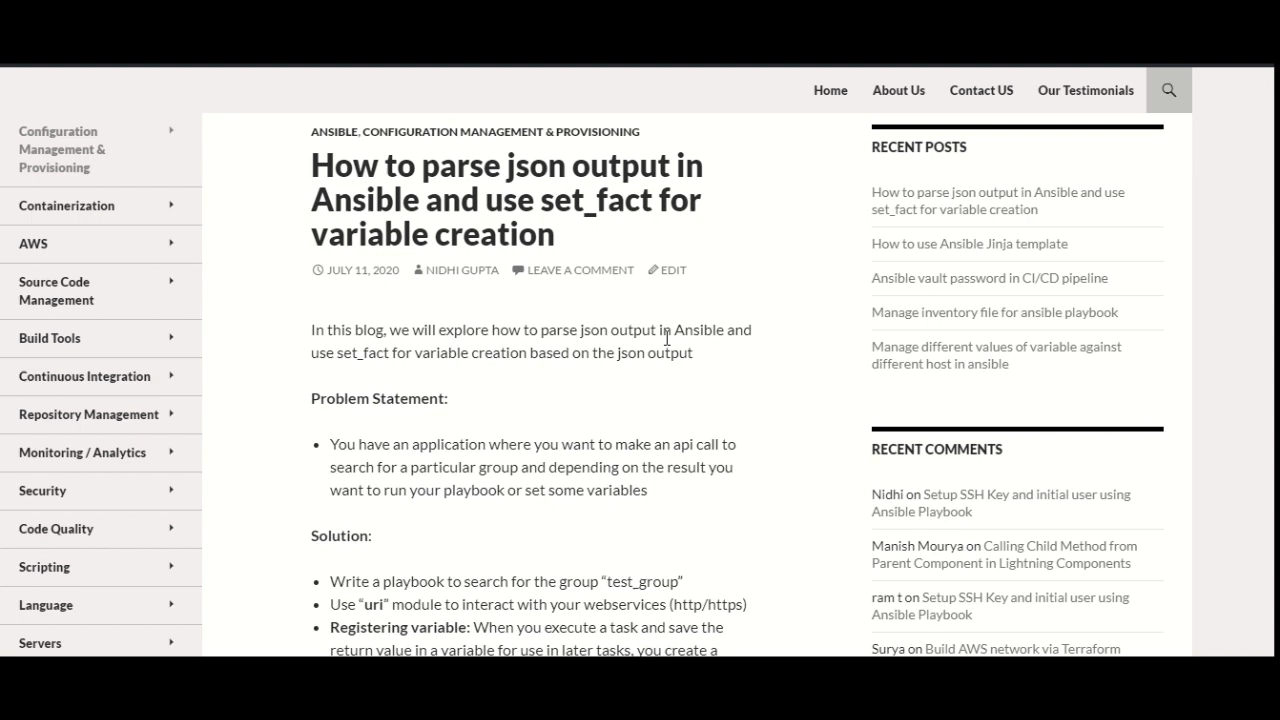 Home About Us Contact US Our Testimonials
Configuration
Management &
Provisioning
Containerization
AWS
Source Code
Management
Build Tools
Continuous Integration
Repository Management
Monitoring / Analytics
Security
Code Quality
Scripting
Language
Servers
ANSIBLE, CONFIGURATION MANAGEMENT & PROVISIONING
How to parse json output in
Ansible and use set_fact for
variable creation
JULY 11, 2020 NIDHI GUPTA LEAVE A COMMENT EDIT
In this blog, we will explore how to parse json output in Ansible and
use set_fact for variable creation based on the json output
Problem Statement:
• You have an application where you want to make an api call to
search for a particular group and depending on the result you
want to run your playbook or set some variables
Solution:
• Write a playbook to search for the group “test_group”
• Use “uri” module to interact with your webservices (http/https)
• Registering variable: When you execute a task and save the
return value in a variable for use in later tasks, you create a
RECENT POSTS
How to parse json output in Ansible and use
set_fact for variable creation
How to use Ansible Jinja template
Ansible vault password in CI/CD pipeline
Manage inventory file for ansible playbook
Manage different values of variable against
different host in ansible
RECENT COMMENTS
Nidhi on Setup SSH Key and initial user using
Ansible Playbook
Manish Mourya on Calling Child Method from
Parent Component in Lightning Components
ram t on Setup SSH Key and initial user using
Ansible Playbook
Surya on Build AWS network via Terraform